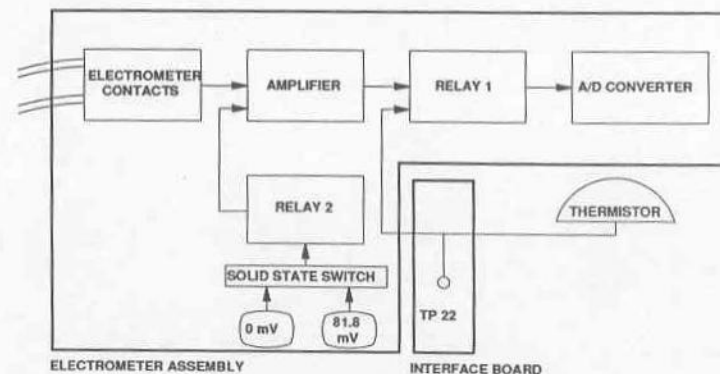 ELECTROMETER
CONTACTS
AMPLIFIER
RELAY 1
A/D CONVERTER
RELAY 2
THERMISTOR
SOLID STATE SWITCH
0 mV
81.8
mV
TP 22
ELECTROMETER ASSEMBLY
INTERFACE BOARD